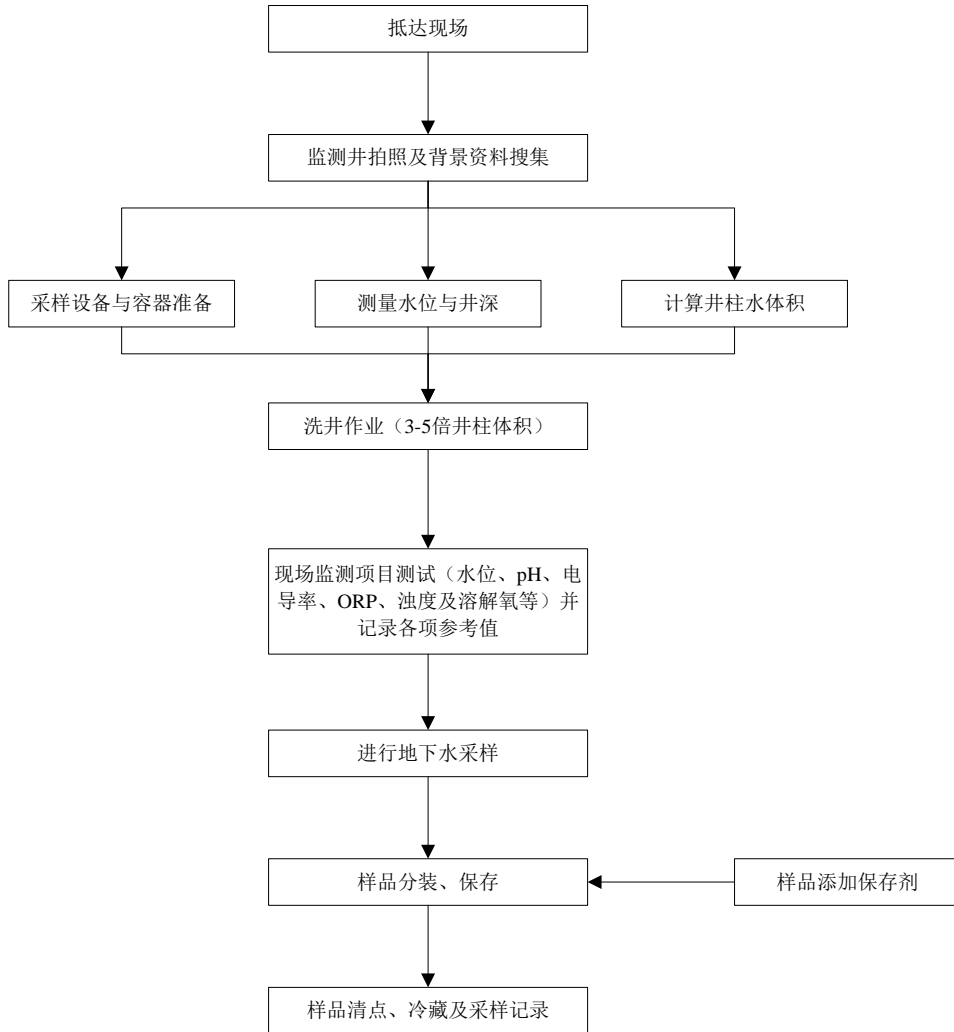 抵达现场
监测井拍照及背景资料搜集
采样设备与容器准备
测量水位与井深
计算井柱水体积
洗井作业（3-5倍井柱体积）
现场监测项目测试（水位、pH、电
导率、ORP、浊度及溶解氧等）并
记录各项参考值
进行地下水采样
样品分装、保存
样品添加保存剂
样品清点、冷藏及采样记录